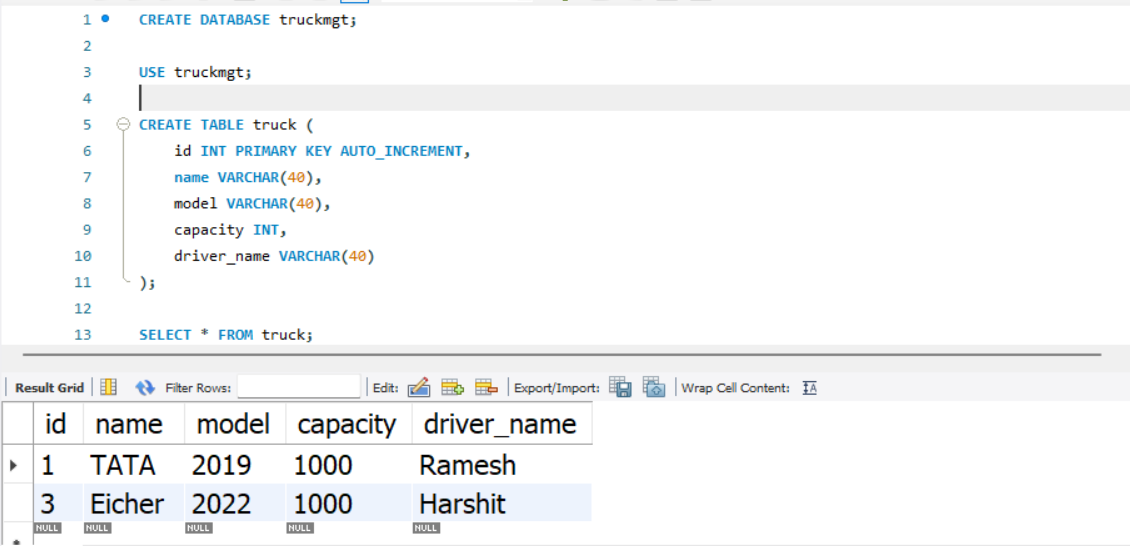 1 CREATE DATABASE truckmgt;
2
3 USE truckmgt;
4
5 CREATE TABLE truck (
6 id INT PRIMARY KEY AUTO_INCREMENT,
7 name VARCHAR(40),
8 model VARCHAR(40),
9 capacity INT,
10 driver_name VARCHAR(40)
11 );
12
13 SELECT * FROM truck;
Result Grid Filter Rows: Edit: Export/Import: Wrap Cell Content: IA
id name model capacity driver_name
1 TATA 2019 1000 Ramesh
3 Eicher 2022 1000 Harshit
NULL NULL NULL NULL NULL